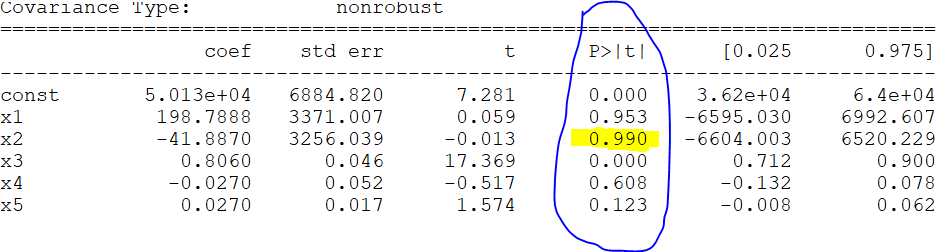 Covariance Type: nonrobust
coef std err t P>|t| [0.025 0.975]
const 5.013e+04 6884.820 7.281 0.000 3.62e+04 6.4e+04
x1 198.7888 3371.007 0.059 0.953 -6595.030 6992.607
x2 -41.8870 3256.039 -0.013 0.990 -6604.003 6520.229
x3 0.8060 0.046 17.369 0.000 0.712 0.900
x4 -0.0270 0.052 -0.517 0.608 -0.132 0.078
x5 0.0270 0.017 1.574 0.123 -0.008 0.062